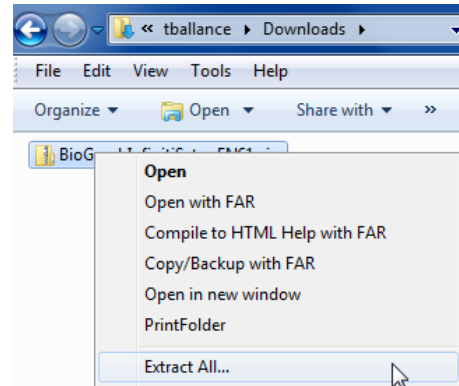 « tballance ▸ Downloads ▸
File Edit View Tools Help
Organize ▼ Open ▼ Share with ▼ »
Open
Open with FAR
Compile to HTML Help with FAR
Copy/Backup with FAR
Open in new window
PrintFolder
Extract All...